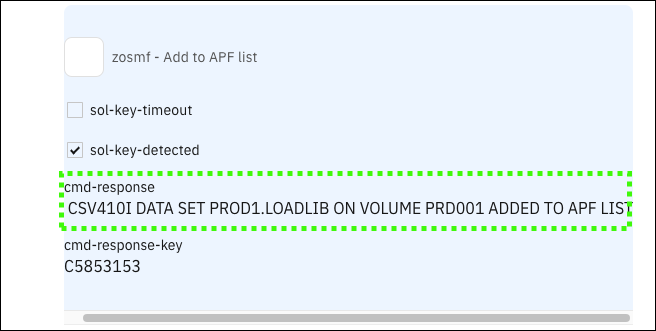 zosmf - Add to APF list
sol-key-timeout
sol-key-detected
cmd-response
CSV410I DATA SET PROD1.LOADLIB ON VOLUME PRD001 ADDED TO APF LIST
cmd-response-key
C5853153